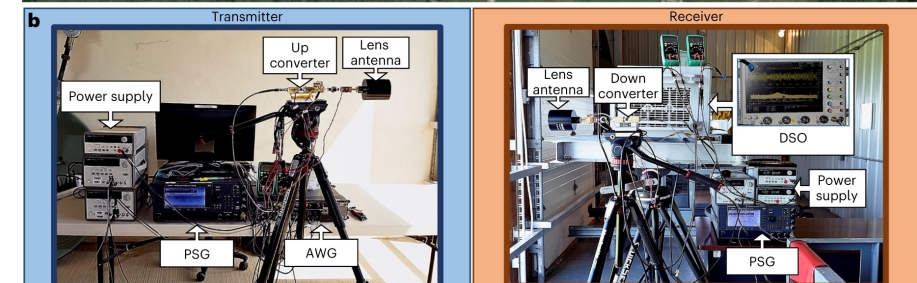 b
Transmitter
Up
converter
Lens
antenna
Power supply
PSG
AWG
Receiver
Lens
antenna
Down
converter
DSO
Power
supply
PSG